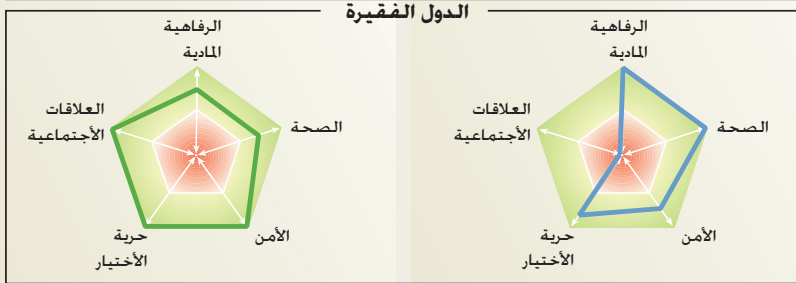 الدول الفقيرة
الرفاهية
المادية
الصحة
الأمن
حرية
الأختيار
العلاقات
الأجتماعية
الرفاهية
المادية
الصحة
الأمن
حرية
الأختيار
العلاقات
الأجتماعية